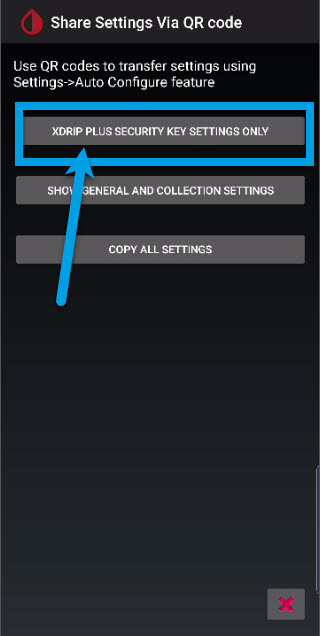 Share Settings Via QR code
Use QR codes to transfer settings using
Settings->Auto Configure feature
XDRIP PLUS SECURITY KEY SETTINGS ONLY
SHOW GENERAL AND COLLECTION SETTINGS
COPY ALL SETTINGS